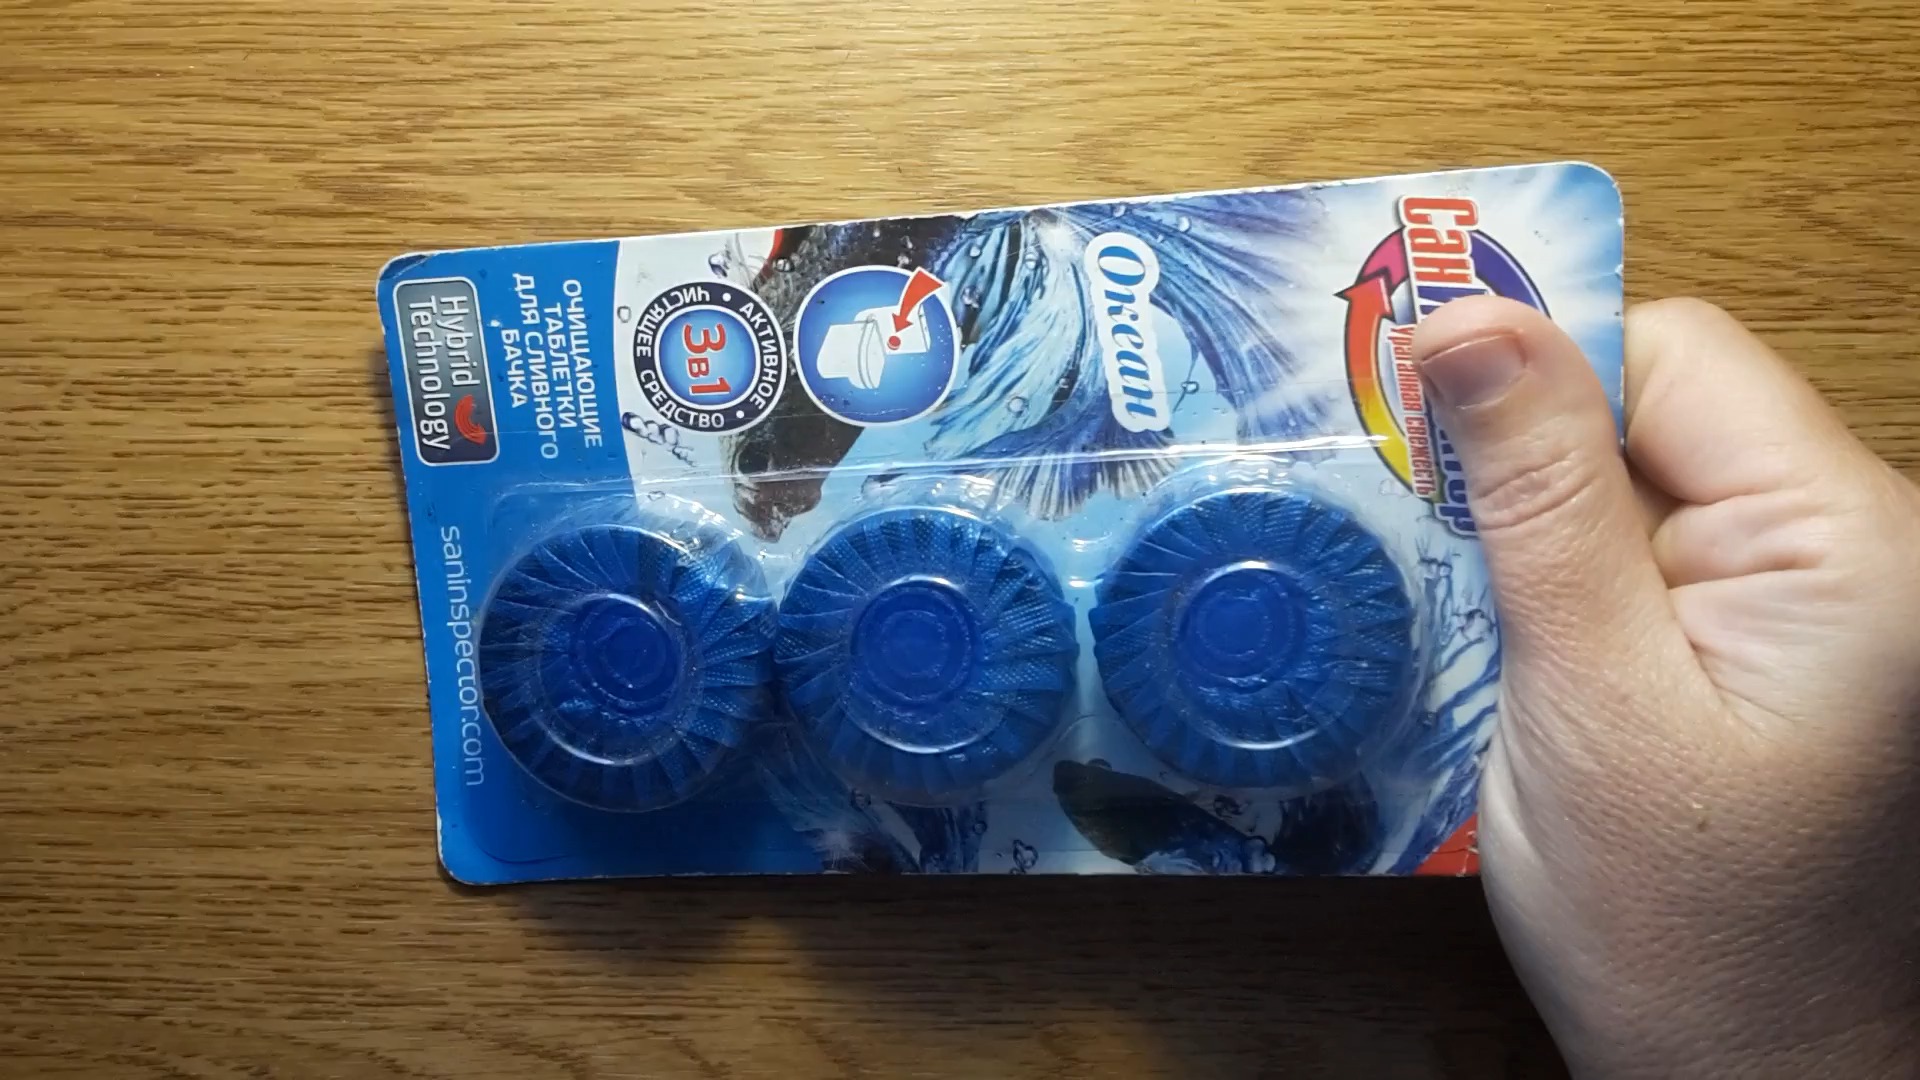 Сан
Ураганная свежесть
Океан
ЧИСТЯЩЕЕ СРЕДСТВО • АКТИВНОЕ •
3в1
ОЧИЩАЮЩИЕ
ТАБЛЕТКИ
ДЛЯ СЛИВНОГО
БАЧКА
Hybrid
Technology
saninspector.com